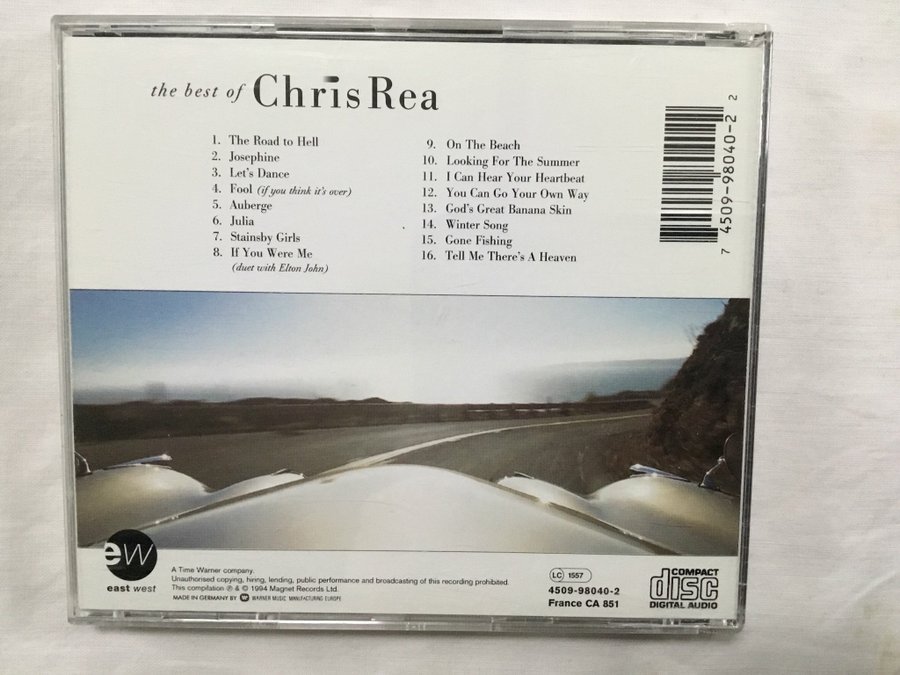 the best of Chris Rea
1. The Road to Hell
2. Josephine
3. Let's Dance
4. Fool (if you think it's over)
5. Auberge
6. Julia
7. Stainsby Girls
8. If You Were Me
(duet with Elton John)
9. On The Beach
10. Looking For The Summer
11. I Can Hear Your Heartbeat
12. You Can Go Your Own Way
13. God's Great Banana Skin
14. Winter Song
15. Gone Fishing
16. Tell Me There's A Heaven
7 4509-98040-2 2
ew
east west
A Time Warner company.
Unauthorised copying, hiring, lending, public performance and broadcasting of this recording prohibited.
This compilation ℗ & © 1994 Magnet Records Ltd.
MADE IN GERMANY BY WARNER MUSIC MANUFACTURING EUROPE
LC 1557
4509-98040-2
France CA 851
COMPACT
disc
DIGITAL AUDIO